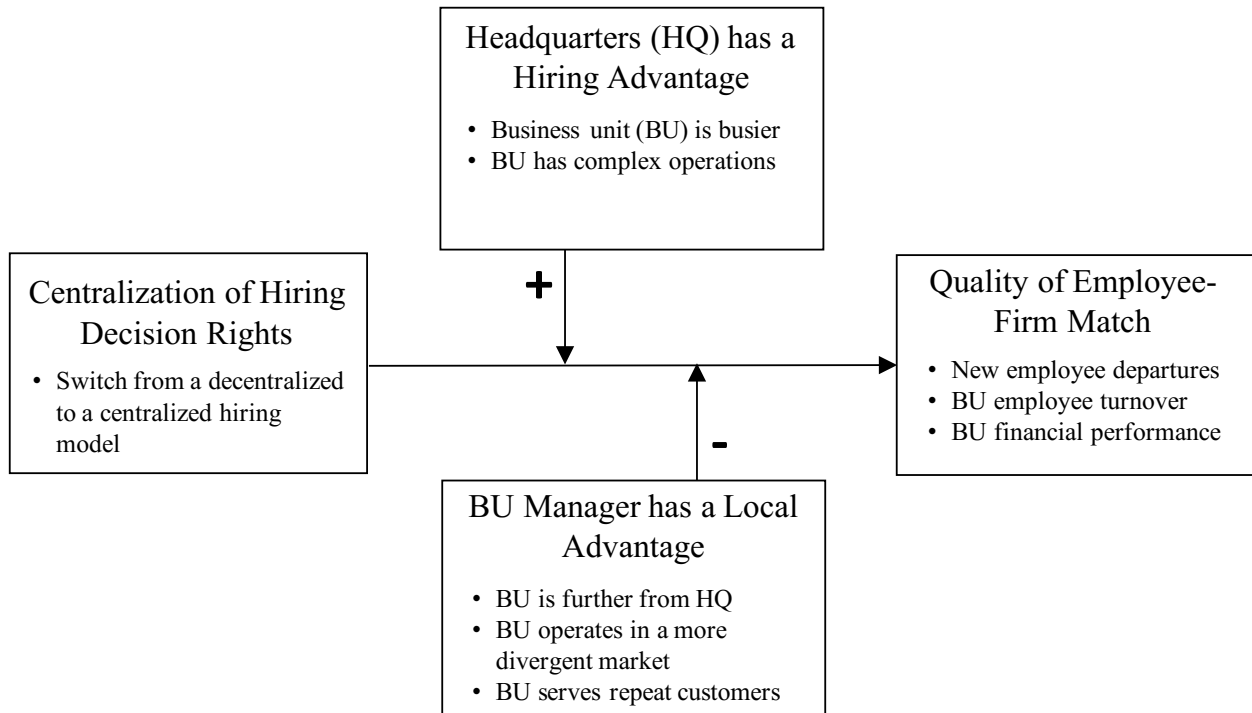 Headquarters (HQ) has a
Hiring Advantage
• Business unit (BU) is busier
• BU has complex operations
+
Centralization of Hiring
Decision Rights
• Switch from a decentralized
to a centralized hiring
model
Quality of Employee-
Firm Match
• New employee departures
• BU employee turnover
• BU financial performance
-
BU Manager has a Local
Advantage
• BU is further from HQ
• BU operates in a more
divergent market
• BU serves repeat customers